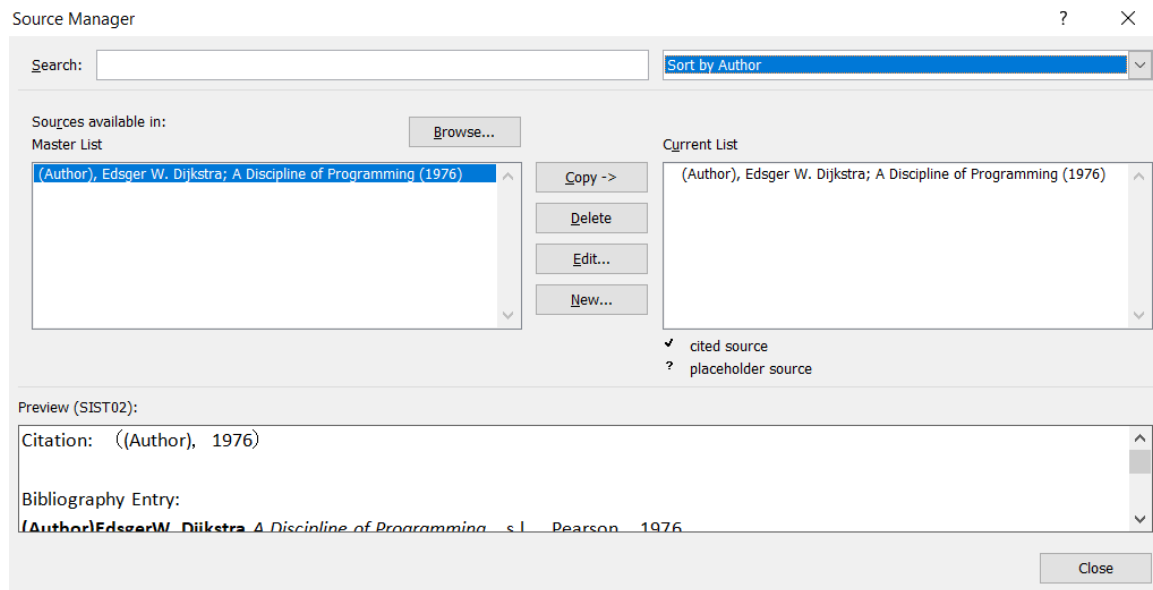 Source Manager
Search:
Sort by Author
Sources available in:
Master List
Browse...
Current List
(Author), Edsger W. Dijkstra; A Discipline of Programming (1976)
Copy ->
Delete
Edit...
New...
(Author), Edsger W. Dijkstra; A Discipline of Programming (1976)
✓ cited source
? placeholder source
Preview (SIST02):
Citation: （(Author), 1976）
Bibliography Entry:
(Author)EdsgerW. Dijkstra A Discipline of Programming. s.l. Pearson, 1976
Close